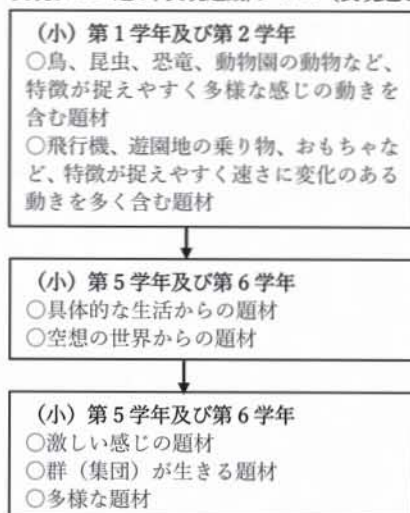 (小)第1学年及び第2学年
○鳥、昆虫、恐竜、動物園の動物など、
特徴が捉えやすく多様な感じの動きを
含む題材
○飛行機、遊園地の乗り物、おもちゃな
ど、特徴が捉えやすく速さに変化のある
動きを多く含む題材
(小)第5学年及び第6学年
○具体的な生活からの題材
○空想の世界からの題材
(小)第5学年及び第6学年
○激しい感じの題材
○群(集団)が生きる題材
○多様な題材